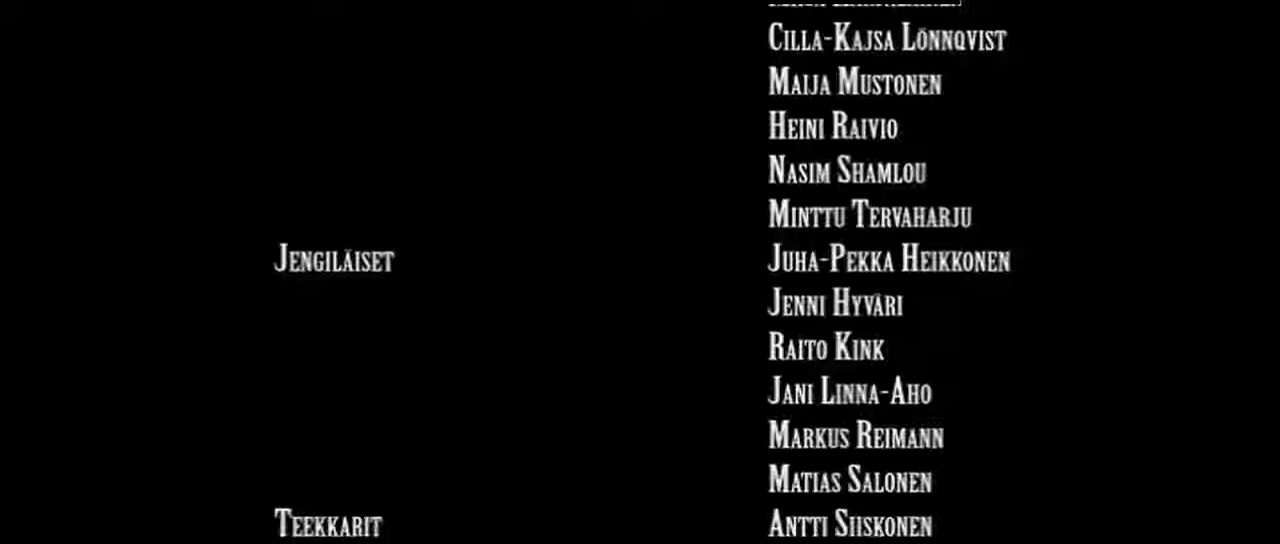 Cilla-Kajsa Lönnqvist
Maija Mustonen
Heini Raivio
Nasim Shamlou
Minttu Tervaharju
Jengiläiset Juha-Pekka Heikkonen
Jenni Hyväri
Raito Kink
Jani Linna-Aho
Markus Reimann
Matias Salonen
Teekkarit Antti Siiskonen